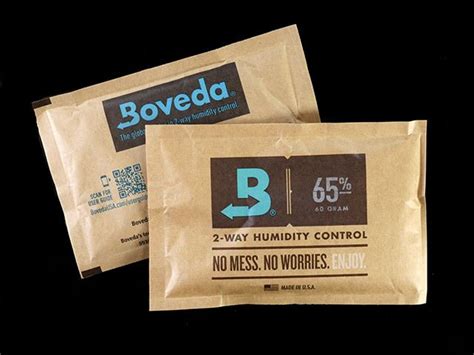 Boveda®
The global 2-way humidity control.
SCAN FOR
USER GUIDE
Boveda's
B
65%
60 GRAM
2-WAY HUMIDITY CONTROL
NO MESS. NO WORRIES. ENJOY.
MADE IN U.S.A.